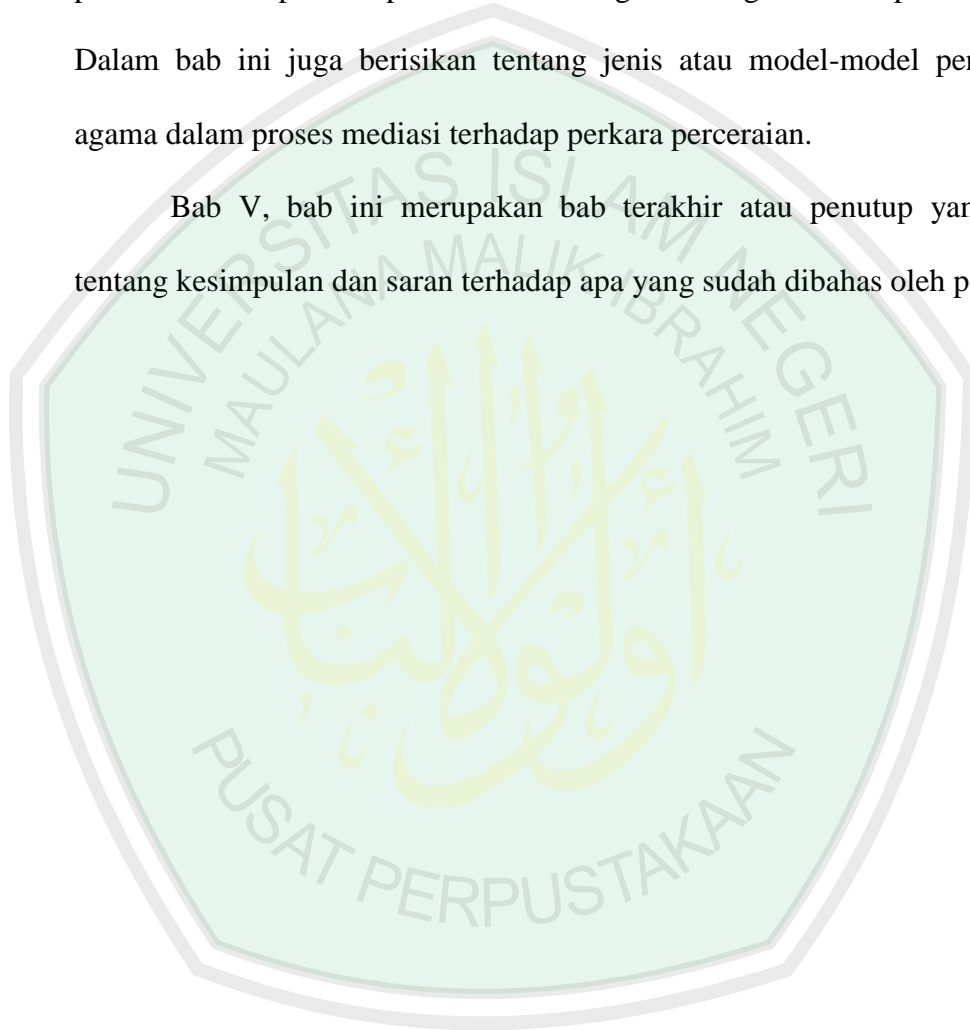 Dalam bab ini juga berisikan tentang jenis atau model-model
agama dalam proses mediasi terhadap perkara perceraian.
Bab V, bab ini merupakan bab terakhir atau penutup
tentang kesimpulan dan saran terhadap apa yang sudah dibahas oleh
UNIVERSITAS ISLAM NEGERI
MAULANA MALIK IBRAHIM
أولوا الألباب
PUSAT PERPUSTAKAAN